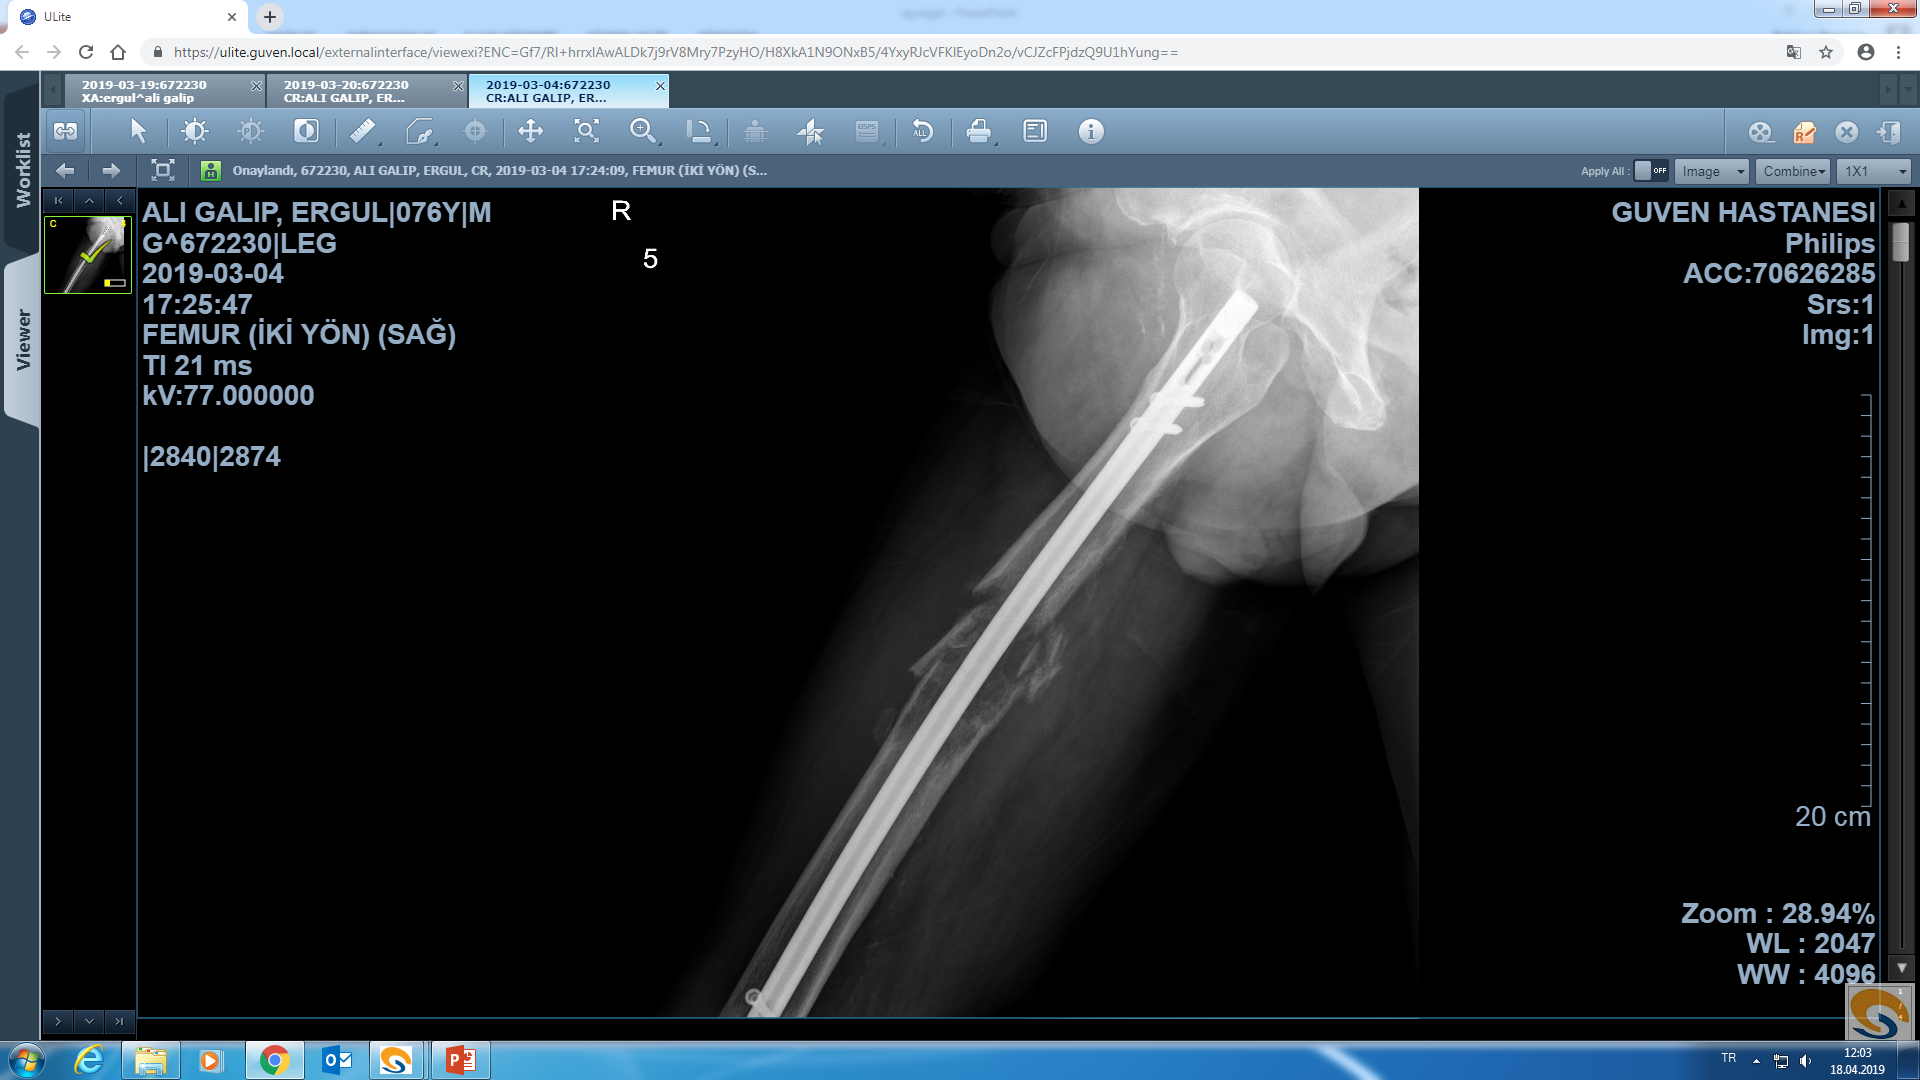 ULite
https://ulite.guven.local/externalinterface/viewexi?ENC=Gf7/RI+hrrxlAwALDk7j9rV8Mry7PzyHO/H8XkA1N9ONxB5/4YxyRJcVFKlEyoDn2o/vCJZcFPjdzQ9U1hYung==
2019-03-19:672230
XA:ergul^ali galip
2019-03-20:672230
CR:ALI GALIP, ER...
2019-03-04:672230
CR:ALI GALIP, ER...
Worklist
Viewer
Onaylandı, 672230, ALI GALIP, ERGUL, CR, 2019-03-04 17:24:09, FEMUR (İKİ YÖN) (S...
Apply All : OFF Image Combine 1X1
ALI GALIP, ERGUL|076Y|M
G^672230|LEG
2019-03-04
17:25:47
FEMUR (İKİ YÖN) (SAĞ)
TI 21 ms
kV:77.000000
|2840|2874
R
5
GUVEN HASTANESI
Philips
ACC:70626285
Srs:1
Img:1
20 cm
Zoom : 28.94%
WL : 2047
WW : 4096
TR
12:03
18.04.2019